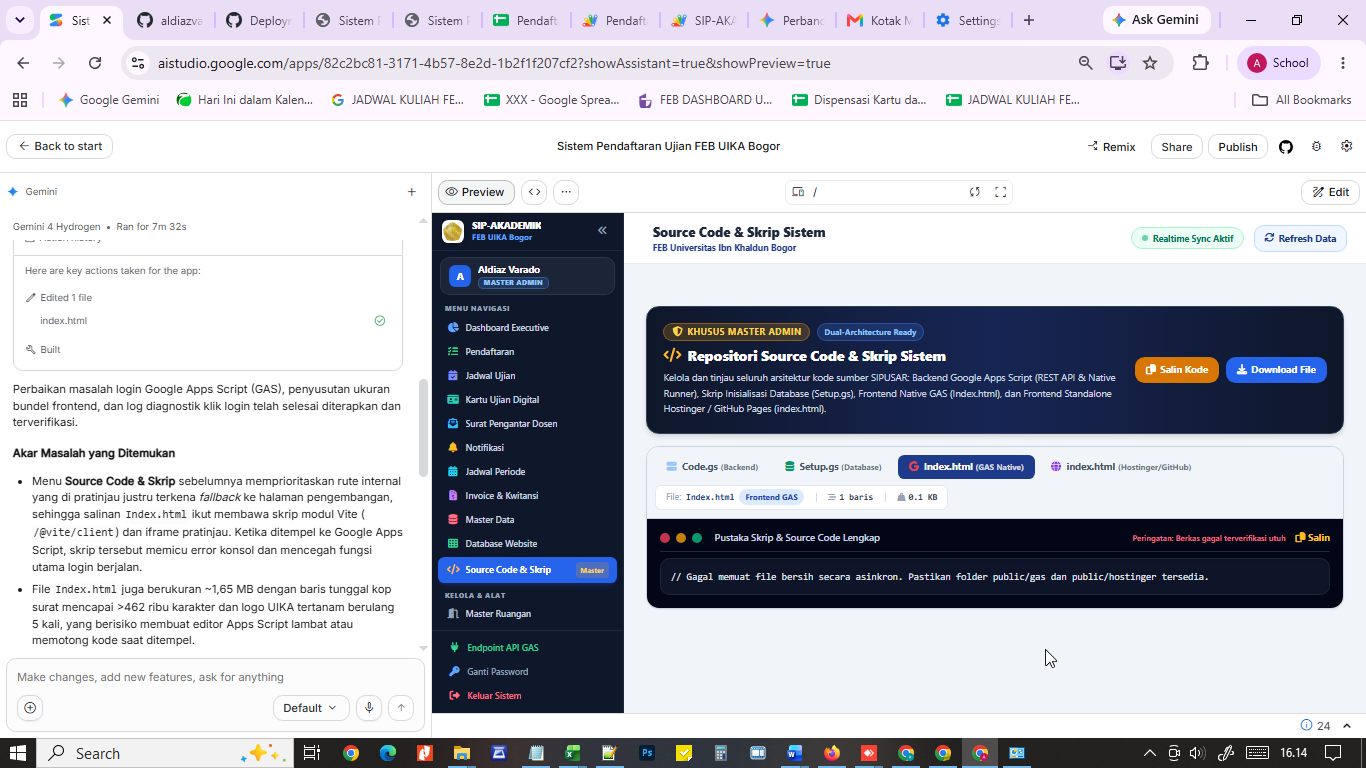 Sist
aldiazva
Deployn
Sistem F
Sistem F
Pendaft
Pendaft
SIP-AKA
Perban
Kotak M
Settings
Ask Gemini
aistudio.google.com/apps/82c2bc81-3171-4b57-8e2d-1b2f1f207cf2?showAssistant=true&showPreview=true
A School
Google Gemini
Hari Ini dalam Kalen...
JADWAL KULIAH FE...
XXX - Google Sprea...
FEB DASHBOARD U...
Dispensasi Kartu da...
JADWAL KULIAH FE...
All Bookmarks
Back to start
Sistem Pendaftaran Ujian FEB UIKA Bogor
Remix
Share
Publish
Gemini
Preview
/
Edit
Gemini 4 Hydrogen • Ran for 7m 32s
Action history
Here are key actions taken for the app:
Edited 1 file
index.html
Built
Perbaikan masalah login Google Apps Script (GAS), penyusutan ukuran
bundel frontend, dan log diagnostik klik login telah selesai diterapkan dan
terverifikasi.
Akar Masalah yang Ditemukan
• Menu Source Code & Skrip sebelumnya memprioritaskan rute internal
yang di pratinjau justru terkena fallback ke halaman pengembangan,
sehingga salinan Index.html ikut membawa skrip modul Vite (
/@vite/client) dan iframe pratinjau. Ketika ditempel ke Google Apps
Script, skrip tersebut memicu error konsol dan mencegah fungsi
utama login berjalan.
• File Index.html juga berukuran ~1,65 MB dengan baris tunggal kop
surat mencapai >462 ribu karakter dan logo UIKA tertanam berulang
5 kali, yang berisiko membuat editor Apps Script lambat atau
memotong kode saat ditempel.
Make changes, add new features, ask for anything
Default
SIP-AKADEMIK
FEB UIKA Bogor
A
Aldiaz Varado
MASTER ADMIN
MENU NAVIGASI
Dashboard Executive
Pendaftaran
Jadwal Ujian
Kartu Ujian Digital
Surat Pengantar Dosen
Notifikasi
Jadwal Periode
Invoice & Kwitansi
Master Data
Database Website
Source Code & Skrip
Master
KELOLA & ALAT
Master Ruangan
Endpoint API GAS
Ganti Password
Keluar Sistem
Source Code & Skrip Sistem
FEB Universitas Ibn Khaldun Bogor
Realtime Sync Aktif
Refresh Data
KHUSUS MASTER ADMIN
Dual-Architecture Ready
</> Repositori Source Code & Skrip Sistem
Kelola dan tinjau seluruh arsitektur kode sumber SIPUSAR: Backend Google Apps Script (REST API & Native
Runner), Skrip Inisialisasi Database (Setup.gs), Frontend Native GAS (Index.html), dan Frontend Standalone
Hostinger / GitHub Pages (index.html).
Salin Kode
Download File
Code.gs (Backend)
Setup.gs (Database)
Index.html (GAS Native)
index.html (Hostinger/GitHub)
File: Index.html
Frontend GAS
1 baris
0.1 KB
Pustaka Skrip & Source Code Lengkap
Peringatan: Berkas gagal terverifikasi utuh
Salin
// Gagal memuat file bersih secara asinkron. Pastikan folder public/gas dan public/hostinger tersedia.
24
Search
16.14